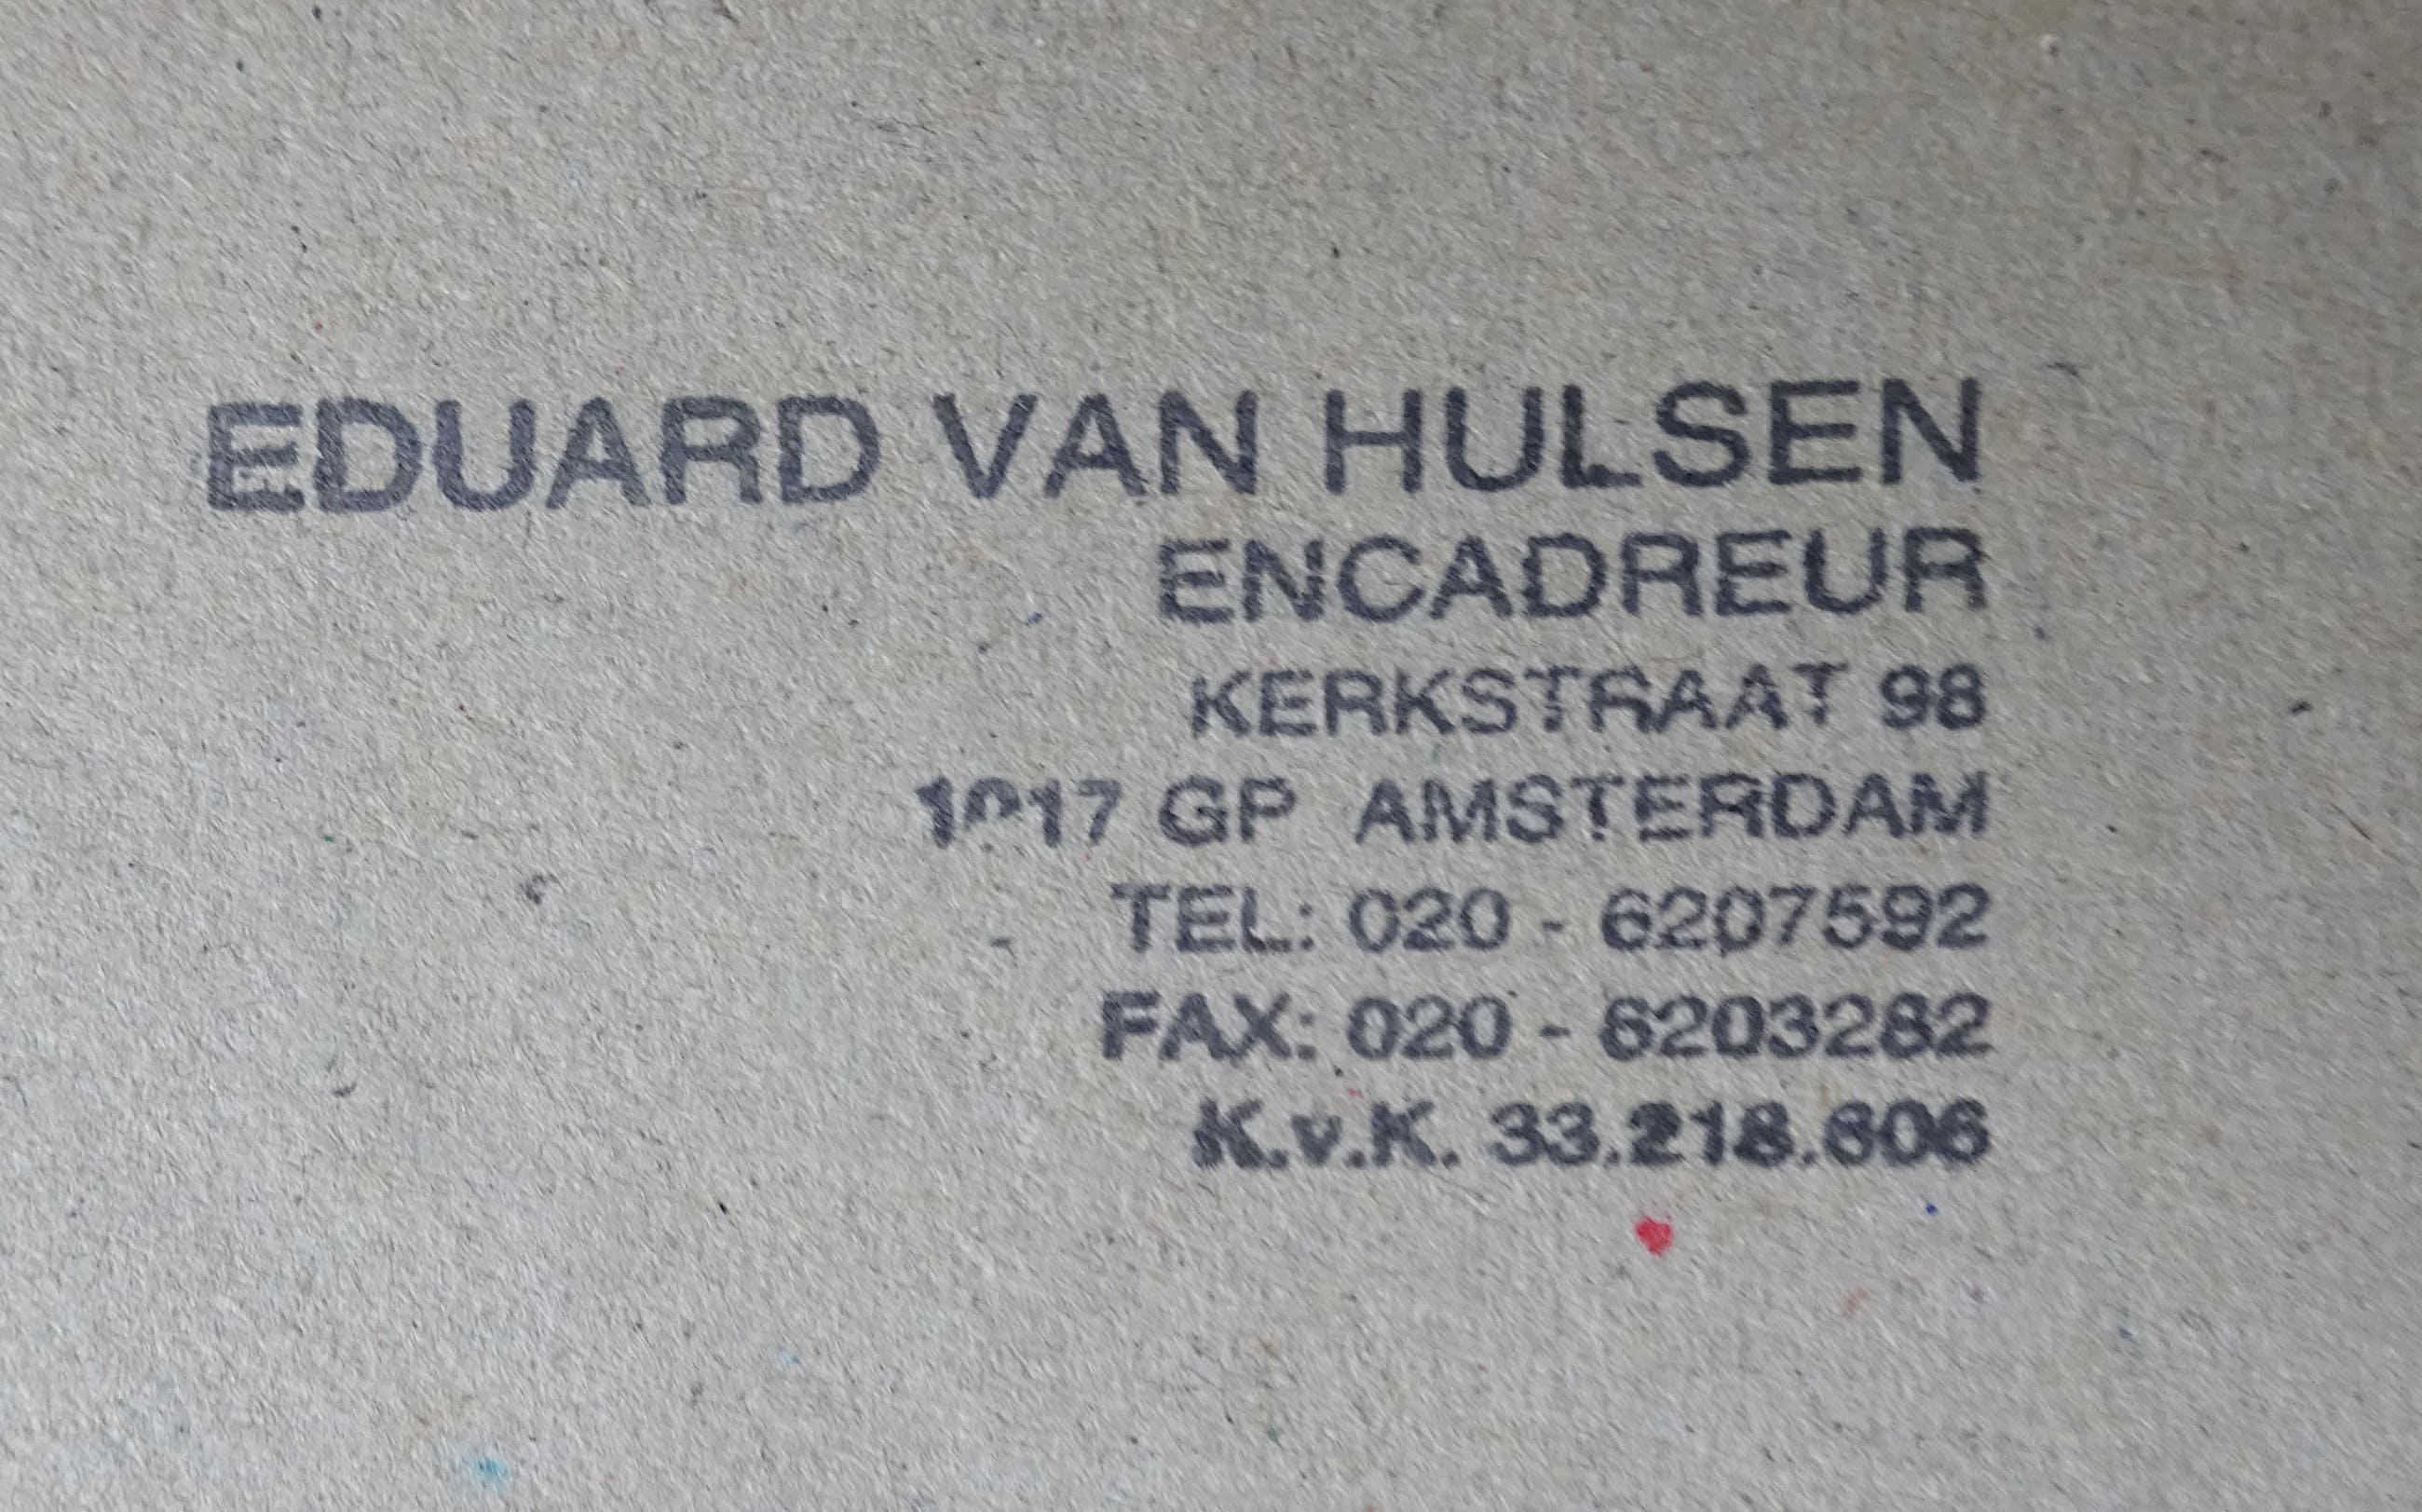 EDUARD VAN HULSEN
ENCADREUR
KERKSTRAAT 98
1017 GP AMSTERDAM
TEL: 020 - 6207592
FAX: 020 - 6203282
K.v.K. 33.218.606